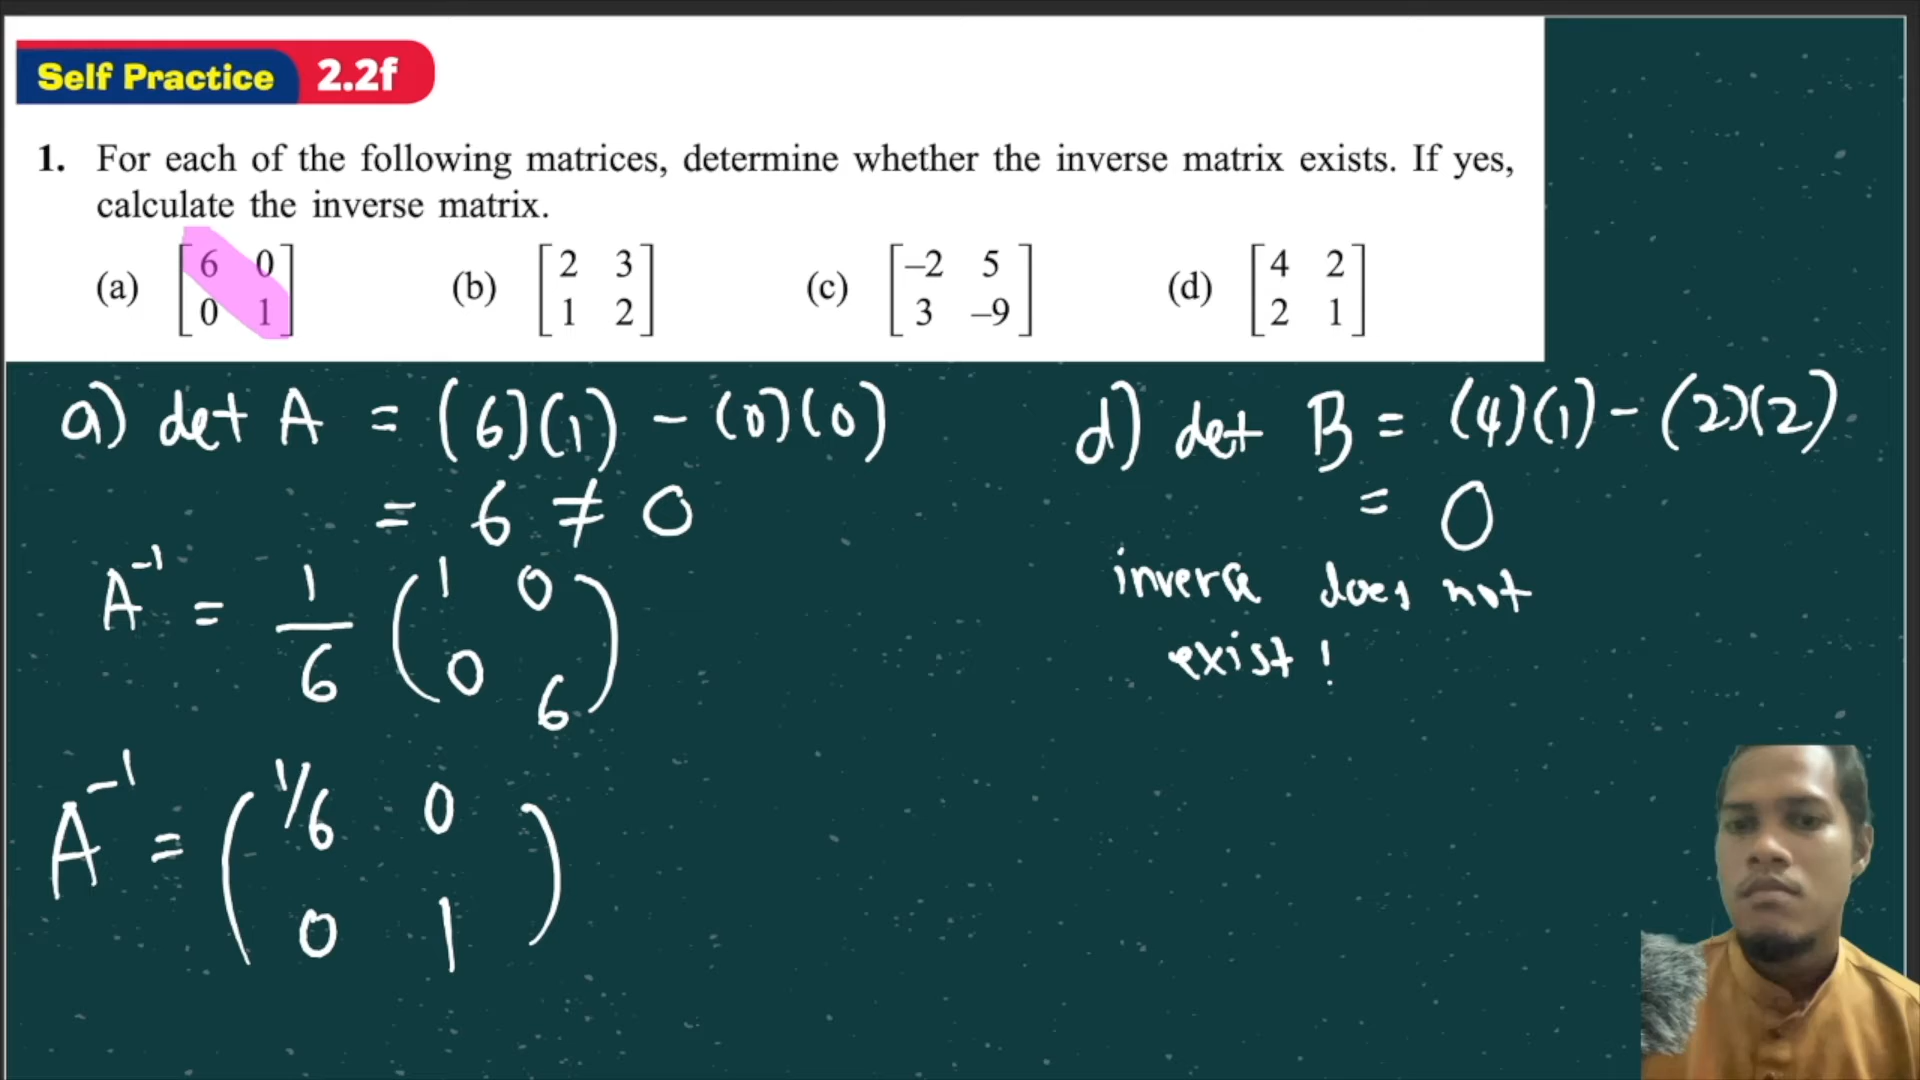 Self Practice 2.2f
1. For each of the following matrices, determine whether the inverse matrix exists. If yes,
calculate the inverse matrix.
(a) [6 0; 0 1] (b) [2 3; 1 2] (c) [–2 5; 3 –9] (d) [4 2; 2 1]
a) det A = (6)(1) - (0)(0)
= 6 ≠ 0
A⁻¹ = 1/6 (1 0; 0 6)
A⁻¹ = (1/6 0; 0 1)
d) det B = (4)(1) - (2)(2)
= 0
inverse does not
exist!